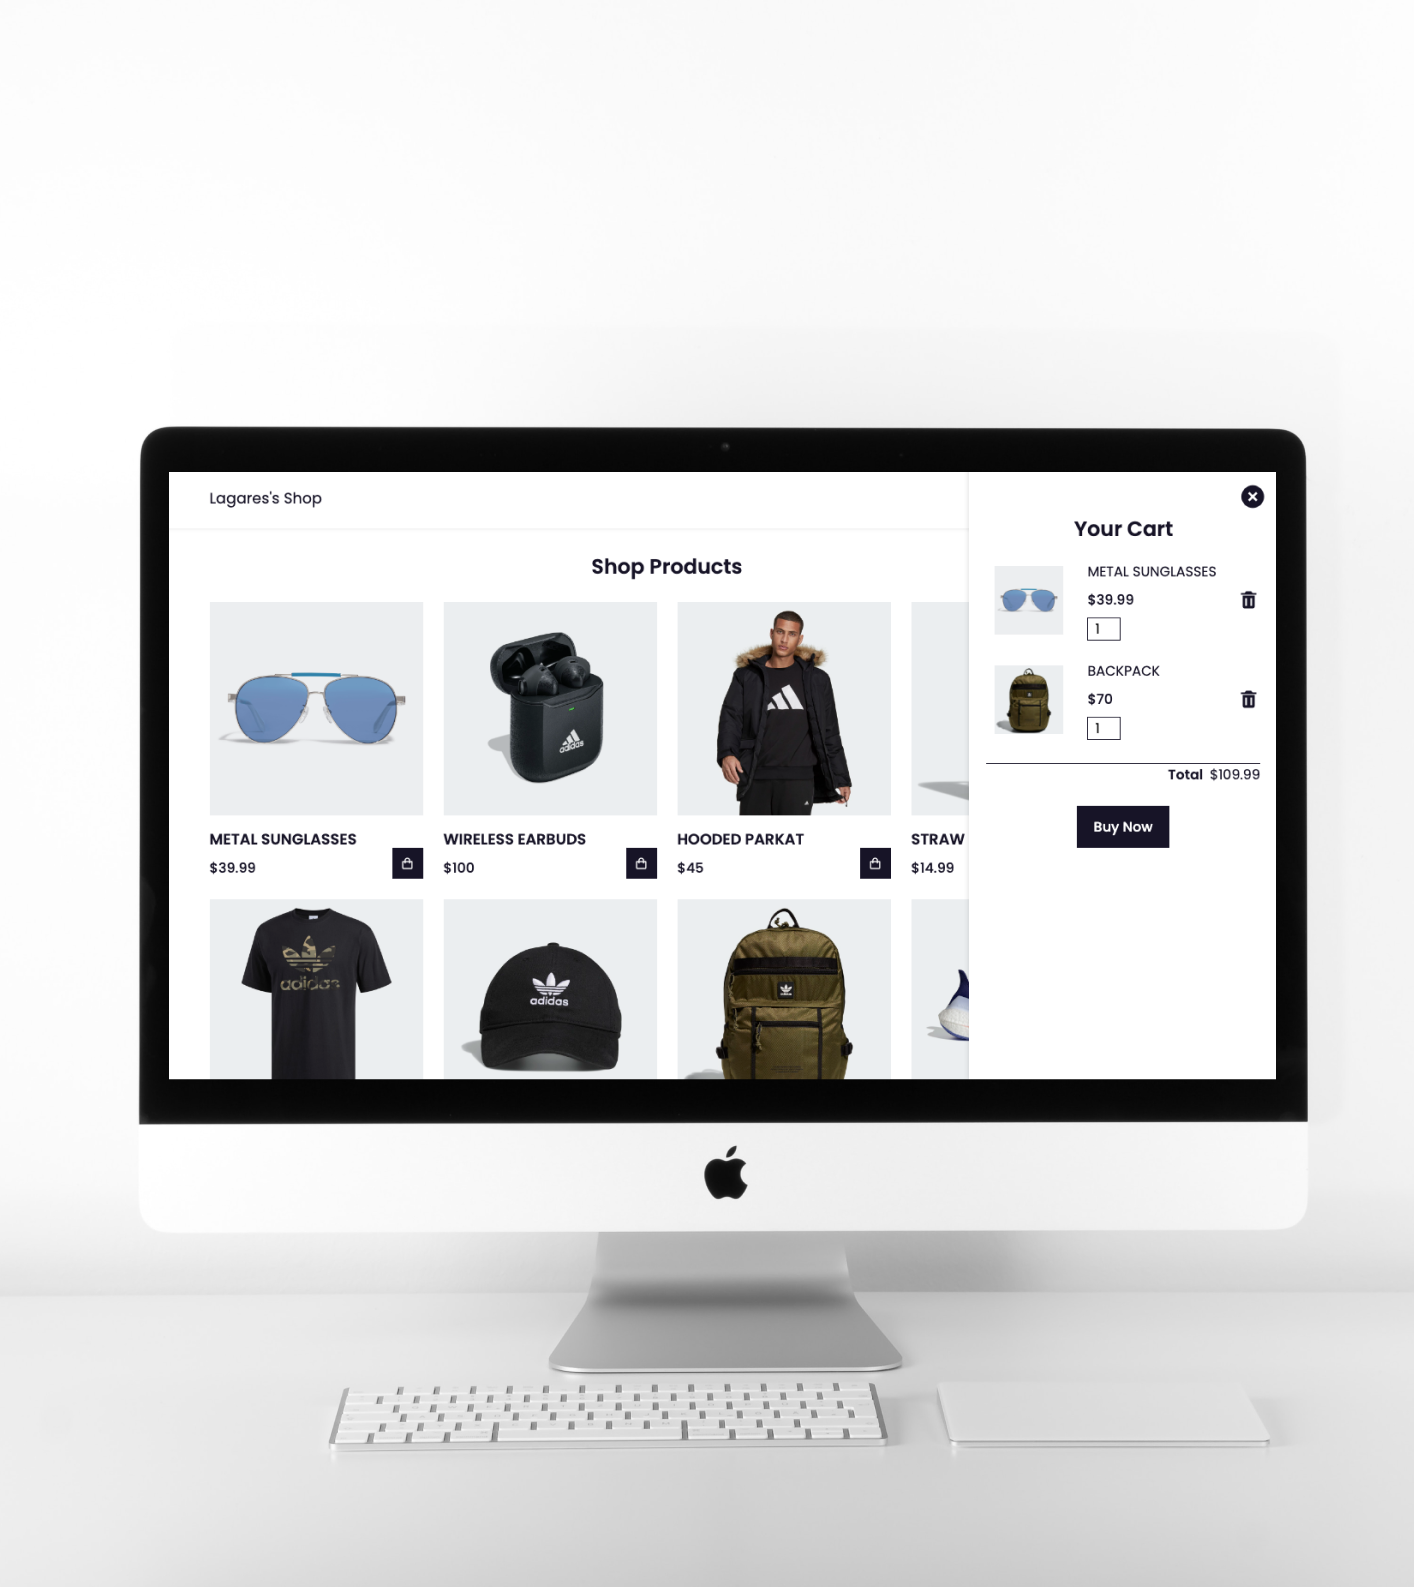 Lagares's Shop
Shop Products
METAL SUNGLASSES
$39.99
adidas
WIRELESS EARBUDS
$100
HOODED PARKAT
$45
STRAW
$14.99
adidas
adidas
Your Cart
METAL SUNGLASSES
$39.99
1
BACKPACK
$70
1
Total $109.99
Buy Now